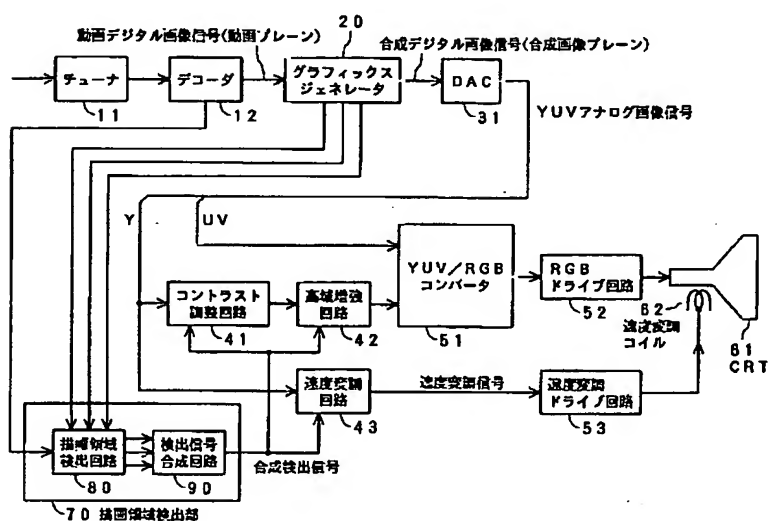 20
動画デジタル画像信号(動画プレーン)
合成デジタル画像信号(合成画像プレーン)
チューナ
11
デコーダ
12
グラフィックス
ジェネレータ
DAC
31
YUVアナログ画像信号
Y
UV
コントラスト
調整回路
41
高域増強
回路
42
YUV/RGB
コンバータ
51
RGB
ドライブ回路
52
62
速度変調
コイル
61
CRT
速度変調
回路
43
速度変調信号
速度変調
ドライブ回路
53
描画領域
検出回路
80
検出信号
合成回路
90
合成検出信号
70 描画領域検出部